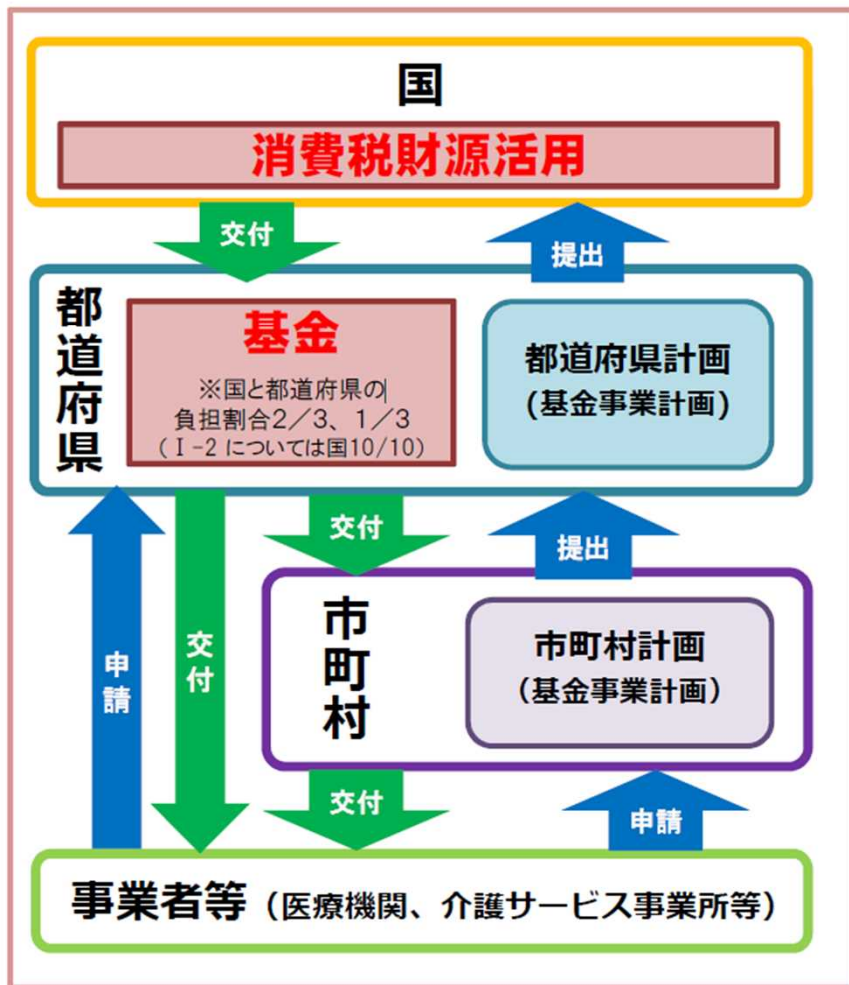 国
消費税財源活用
交付
提出
都道府県
基金
※国と都道府県の
負担割合2／3、1／3
（Ⅰ-2 については国10/10）
都道府県計画
(基金事業計画)
交付
提出
申請
交付
市町村
市町村計画
（基金事業計画）
交付
申請
事業者等（医療機関、介護サービス事業所等）